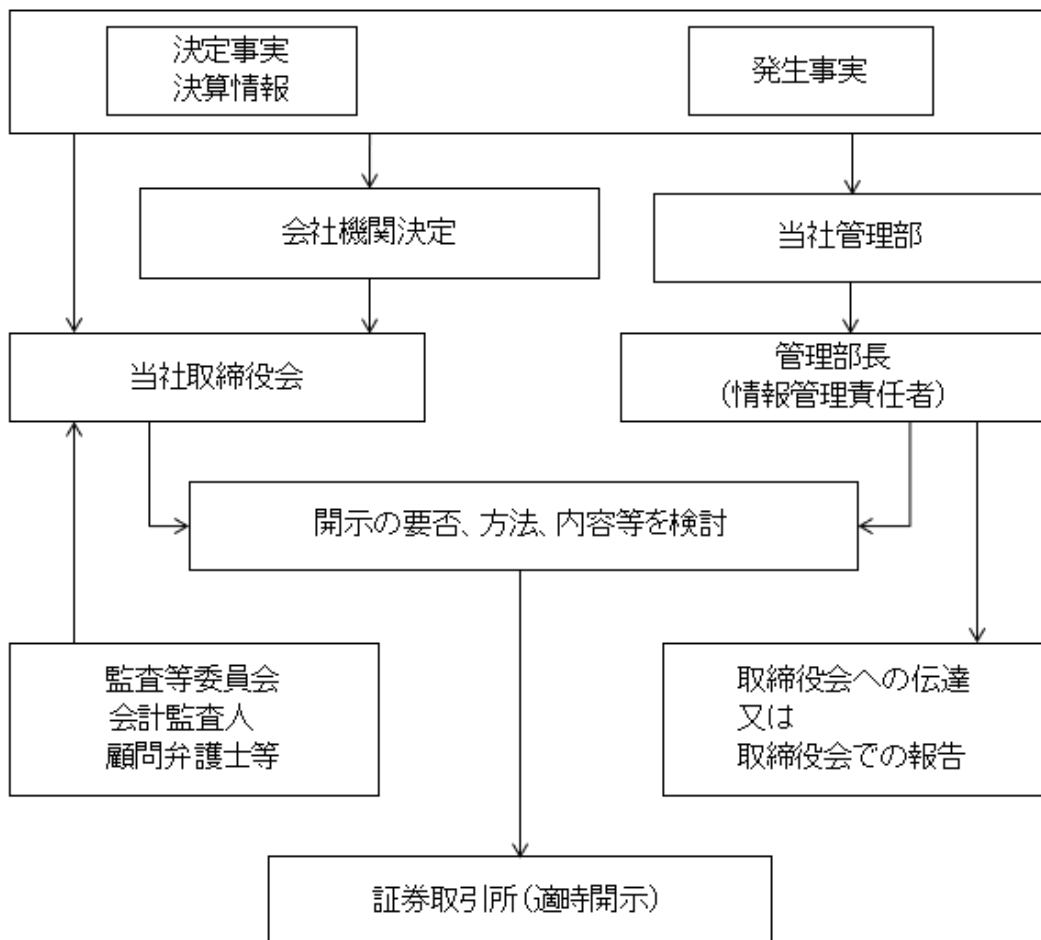 決定事実
決算情報
発生事実
会社機関決定
当社管理部
当社取締役会
管理部長
(情報管理責任者)
開示の要否、方法、内容等を検討
監査等委員会
会計監査人
顧問弁護士等
取締役会への伝達
又は
取締役会での報告
証券取引所(適時開示)